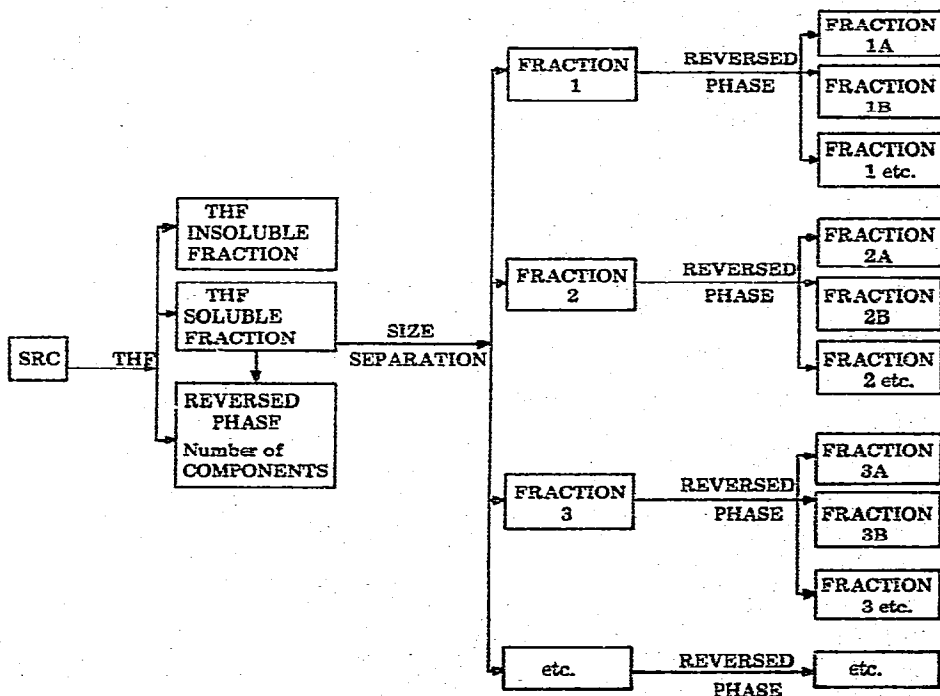 SRC
THF
THF
INSOLUBLE
FRACTION
THF
SOLUBLE
FRACTION
REVERSED
PHASE
Number of
COMPONENTS
SIZE
SEPARATION
FRACTION
1
REVERSED
PHASE
FRACTION
1A
FRACTION
1B
FRACTION
1 etc.
FRACTION
2
REVERSED
PHASE
FRACTION
2A
FRACTION
2B
FRACTION
2 etc.
FRACTION
3
REVERSED
PHASE
FRACTION
3A
FRACTION
3B
FRACTION
3 etc.
etc.
REVERSED
PHASE
etc.